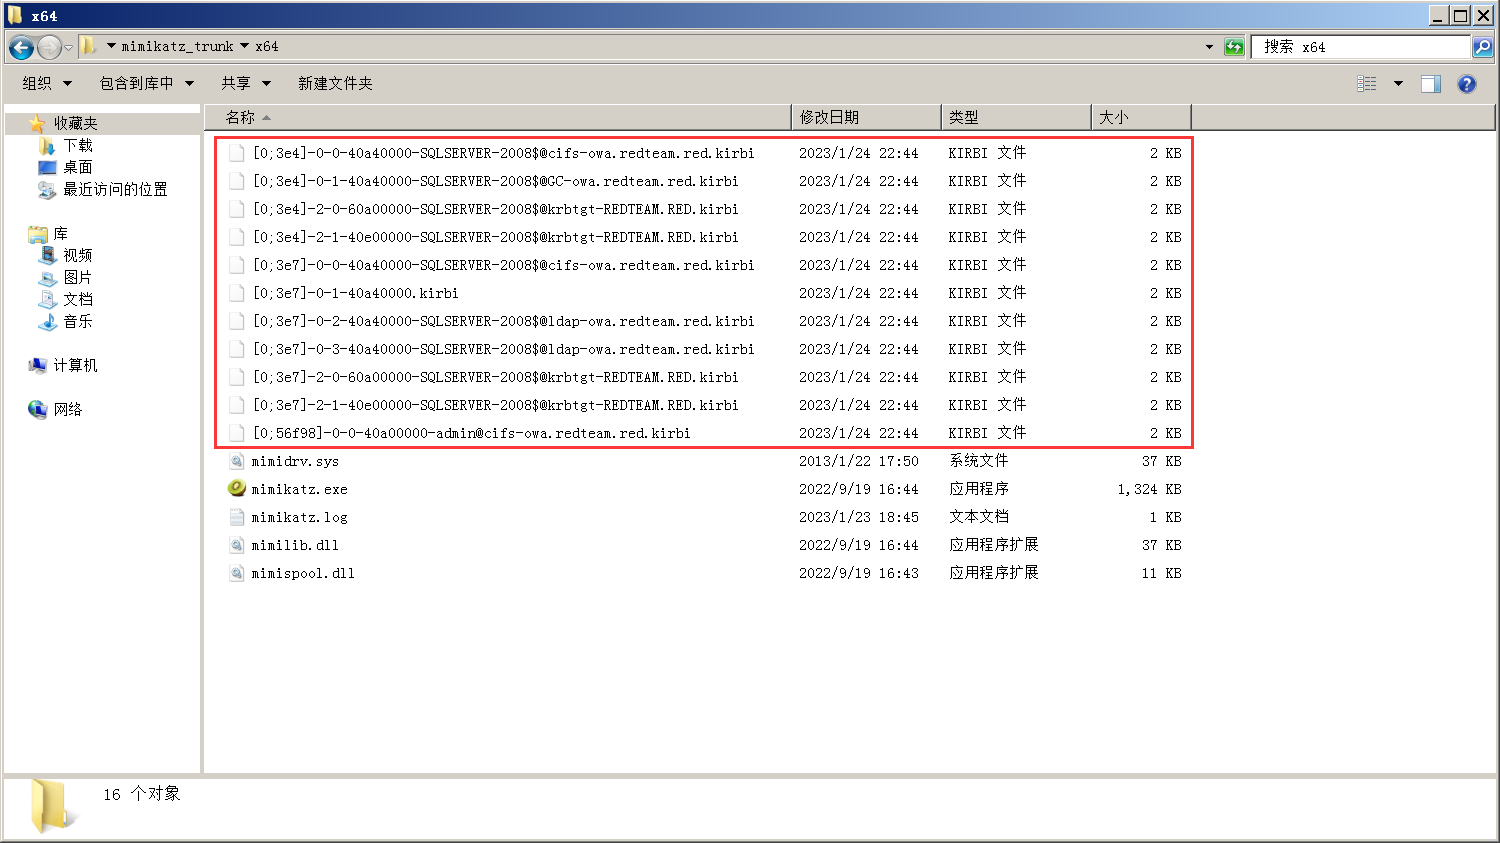 x64
mimikatz_trunk x64
搜索 x64
组织 包含到库中 共享 新建文件夹
名称 修改日期 类型 大小
收藏夹
下载
桌面
最近访问的位置
库
视频
图片
文档
音乐
计算机
网络
[0;3e4]-0-0-40a40000-SQLSERVER-2008$@cifs-owa.redteam.red.kirbi 2023/1/24 22:44 KIRBI 文件 2 KB
[0;3e4]-0-1-40a40000-SQLSERVER-2008$@GC-owa.redteam.red.kirbi 2023/1/24 22:44 KIRBI 文件 2 KB
[0;3e4]-2-0-60a00000-SQLSERVER-2008$@krbtgt-REDTEAM.RED.kirbi 2023/1/24 22:44 KIRBI 文件 2 KB
[0;3e4]-2-1-40e00000-SQLSERVER-2008$@krbtgt-REDTEAM.RED.kirbi 2023/1/24 22:44 KIRBI 文件 2 KB
[0;3e7]-0-0-40a40000-SQLSERVER-2008$@cifs-owa.redteam.red.kirbi 2023/1/24 22:44 KIRBI 文件 2 KB
[0;3e7]-0-1-40a40000.kirbi 2023/1/24 22:44 KIRBI 文件 2 KB
[0;3e7]-0-2-40a40000-SQLSERVER-2008$@ldap-owa.redteam.red.kirbi 2023/1/24 22:44 KIRBI 文件 2 KB
[0;3e7]-0-3-40a40000-SQLSERVER-2008$@ldap-owa.redteam.red.kirbi 2023/1/24 22:44 KIRBI 文件 2 KB
[0;3e7]-2-0-60a00000-SQLSERVER-2008$@krbtgt-REDTEAM.RED.kirbi 2023/1/24 22:44 KIRBI 文件 2 KB
[0;3e7]-2-1-40e00000-SQLSERVER-2008$@krbtgt-REDTEAM.RED.kirbi 2023/1/24 22:44 KIRBI 文件 2 KB
[0;56f98]-0-0-40a00000-admin@cifs-owa.redteam.red.kirbi 2023/1/24 22:44 KIRBI 文件 2 KB
mimidrv.sys 2013/1/22 17:50 系统文件 37 KB
mimikatz.exe 2022/9/19 16:44 应用程序 1,324 KB
mimikatz.log 2023/1/23 18:45 文本文档 1 KB
mimilib.dll 2022/9/19 16:44 应用程序扩展 37 KB
mimispool.dll 2022/9/19 16:43 应用程序扩展 11 KB
16 个对象